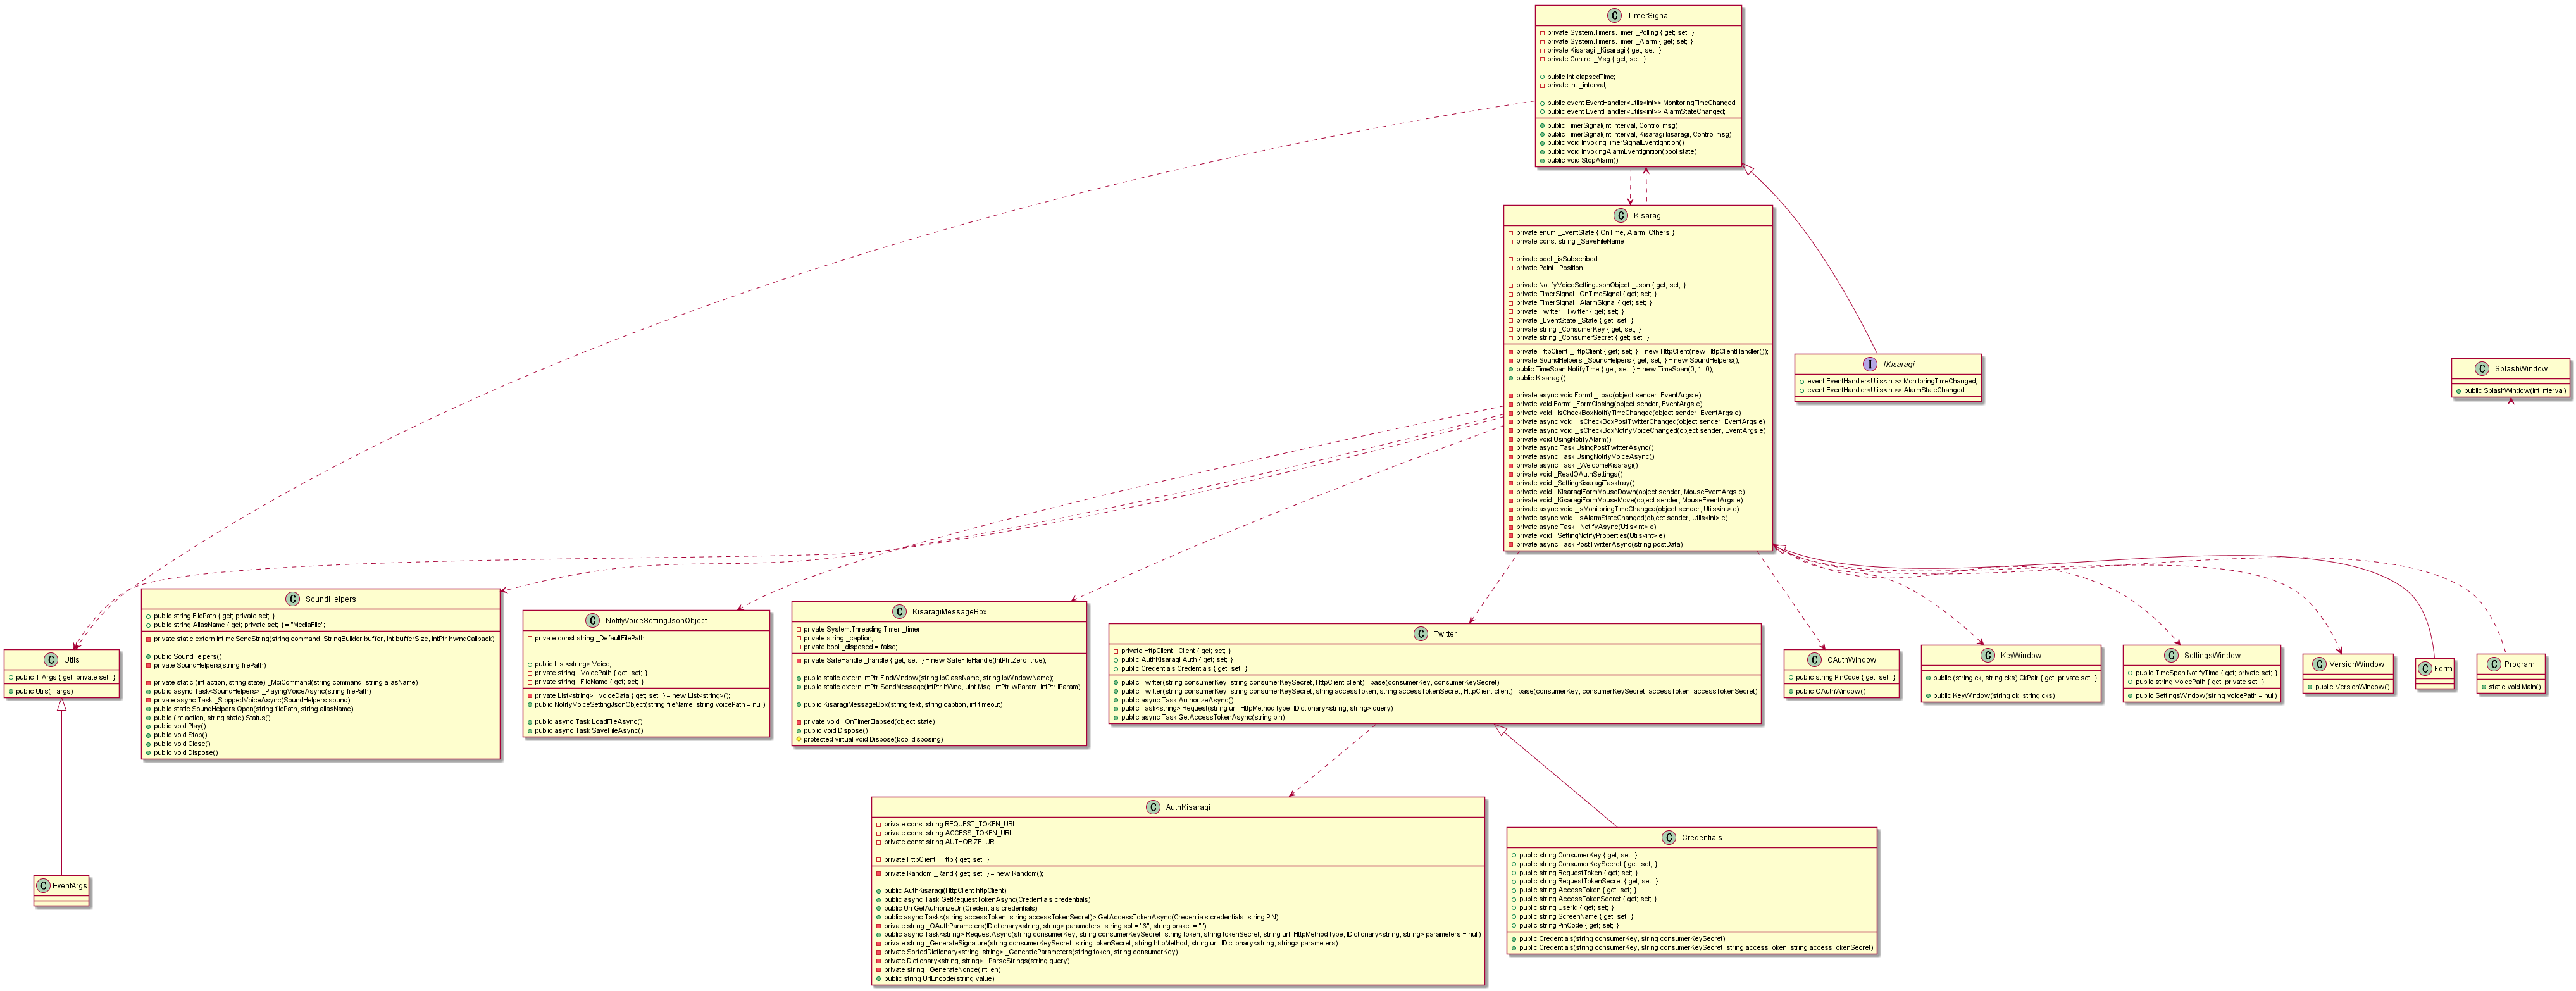 TimerSignal
private System.Timers.Timer _Polling { get; set; }
private System.Timers.Timer _Alarm { get; set; }
private Kisaragi _Kisaragi { get; set; }
private Control _Msg { get; set; }
public int elapsedTime;
private int _interval;
public event EventHandler<Utils<int>> MonitoringTimeChanged;
public event EventHandler<Utils<int>> AlarmStateChanged;
public TimerSignal(int interval, Control msg)
public TimerSignal(int interval, Kisaragi kisaragi, Control msg)
public void InvokingTimerSignalEventIgnition()
public void InvokingAlarmEventIgnition(bool state)
public void StopAlarm()
Kisaragi
private enum _EventState { OnTime, Alarm, Others }
private const string _SaveFileName
private bool _isSubscribed
private Point _Position
private NotifyVoiceSettingJsonObject _Json { get; set; }
private TimerSignal _OnTimeSignal { get; set; }
private TimerSignal _AlarmSignal { get; set; }
private Twitter _Twitter { get; set; }
private _EventState _State { get; set; }
private string _ConsumerKey { get; set; }
private string _ConsumerSecret { get; set; }
private HttpClient _HttpClient { get; set; } = new HttpClient(new HttpClientHandler());
private SoundHelpers _SoundHelpers { get; set; } = new SoundHelpers();
public TimeSpan NotifyTime { get; set; } = new TimeSpan(0, 1, 0);
public Kisaragi()
private async void Form1_Load(object sender, EventArgs e)
private void Form1_FormClosing(object sender, EventArgs e)
private void _IsCheckBoxNotifyTimeChanged(object sender, EventArgs e)
private async void _IsCheckBoxPostTwitterChanged(object sender, EventArgs e)
private async void _IsCheckBoxNotifyVoiceChanged(object sender, EventArgs e)
private void UsingNotifyAlarm()
private async Task UsingPostTwitterAsync()
private async Task UsingNotifyVoiceAsync()
private async Task _WelcomeKisaragi()
private void _ReadOAuthSettings()
private void _SettingKisaragiTasktray()
private void _KisaragiFormMouseDown(object sender, MouseEventArgs e)
private void _KisaragiFormMouseMove(object sender, MouseEventArgs e)
private async void _IsMonitoringTimeChanged(object sender, Utils<int> e)
private async void _IsAlarmStateChanged(object sender, Utils<int> e)
private async Task _NotifyAsync(Utils<int> e)
private void _SettingNotifyProperties(Utils<int> e)
private async Task PostTwitterAsync(string postData)
IKisaragi
event EventHandler<Utils<int>> MonitoringTimeChanged;
event EventHandler<Utils<int>> AlarmStateChanged;
SplashWindow
public SplashWindow(int interval)
Utils
public T Args { get; private set; }
public Utils(T args)
SoundHelpers
public string FilePath { get; private set; }
public string AliasName { get; private set; } = "MediaFile";
private static extern int mciSendString(string command, StringBuilder buffer, int bufferSize, IntPtr hwndCallback);
public SoundHelpers()
private SoundHelpers(string filePath)
private static (int action, string state) _MciCommand(string command, string aliasName)
public async Task<SoundHelpers> _PlayingVoiceAsync(string filePath)
private async Task _StoppedVoiceAsync(SoundHelpers sound)
public static SoundHelpers Open(string filePath, string aliasName)
public (int action, string state) Status()
public void Play()
public void Stop()
public void Close()
public void Dispose()
NotifyVoiceSettingJsonObject
private const string _DefaultFilePath;
public List<string> Voice;
private string _VoicePath { get; set; }
private string _FileName { get; set; }
private List<string> _voiceData { get; set; } = new List<string>();
public NotifyVoiceSettingJsonObject(string fileName, string voicePath = null)
public async Task LoadFileAsync()
public async Task SaveFileAsync()
KisaragiMessageBox
private System.Threading.Timer _timer;
private string _caption;
private bool _disposed = false;
private SafeHandle _handle { get; set; } = new SafeFileHandle(IntPtr.Zero, true);
public static extern IntPtr FindWindow(string lpClassName, string lpWindowName);
public static extern IntPtr SendMessage(IntPtr hWnd, uint Msg, IntPtr wParam, IntPtr lParam);
public KisaragiMessageBox(string text, string caption, int timeout)
private void _OnTimerElapsed(object state)
public void Dispose()
protected virtual void Dispose(bool disposing)
Twitter
private HttpClient _Client { get; set; }
public AuthKisaragi Auth { get; set; }
public Credentials Credentials { get; set; }
public Twitter(string consumerKey, string consumerKeySecret, HttpClient client) : base(consumerKey, consumerKeySecret)
public Twitter(string consumerKey, string consumerKeySecret, string accessToken, string accessTokenSecret, HttpClient client) : base(consumerKey, consumerKeySecret, accessToken, accessTokenSecret)
public async Task AuthorizeAsync()
public Task<string> Request(string url, HttpMethod type, IDictionary<string, string> query)
public async Task GetAccessTokenAsync(string pin)
OAuthWindow
public string PinCode { get; set; }
public OAuthWindow()
KeyWindow
public (string ck, string cks) CkPair { get; private set; }
public KeyWindow(string ck, string cks)
SettingsWindow
public TimeSpan NotifyTime { get; private set; }
public string VoicePath { get; private set; }
public SettingsWindow(string voicePath = null)
VersionWindow
public VersionWindow()
Form
Program
static void Main()
EventArgs
AuthKisaragi
private const string REQUEST_TOKEN_URL;
private const string ACCESS_TOKEN_URL;
private const string AUTHORIZE_URL;
private HttpClient _Http { get; set; }
private Random _Rand { get; set; } = new Random();
public AuthKisaragi(HttpClient httpClient)
public async Task GetRequestTokenAsync(Credentials credentials)
public Uri GetAuthorizeUrl(Credentials credentials)
public async Task<(string accessToken, string accessTokenSecret)> GetAccessTokenAsync(Credentials credentials, string PIN)
private string _OAuthParameters(IDictionary<string, string> parameters, string spl = "&", string braket = "")
public async Task<string> RequestAsync(string consumerKey, string consumerKeySecret, string token, string tokenSecret, string url, HttpMethod type, IDictionary<string, string> parameters = null)
private string _GenerateSignature(string consumerKeySecret, string tokenSecret, string httpMethod, string url, IDictionary<string, string> parameters)
private SortedDictionary<string, string> _GenerateParameters(string token, string consumerKey)
private Dictionary<string, string> _ParseStrings(string query)
private string _GenerateNonce(int len)
public string UrlEncode(string value)
Credentials
public string ConsumerKey { get; set; }
public string ConsumerKeySecret { get; set; }
public string RequestToken { get; set; }
public string RequestTokenSecret { get; set; }
public string AccessToken { get; set; }
public string AccessTokenSecret { get; set; }
public string UserId { get; set; }
public string ScreenName { get; set; }
public string PinCode { get; set; }
public Credentials(string consumerKey, string consumerKeySecret)
public Credentials(string consumerKey, string consumerKeySecret, string accessToken, string accessTokenSecret)